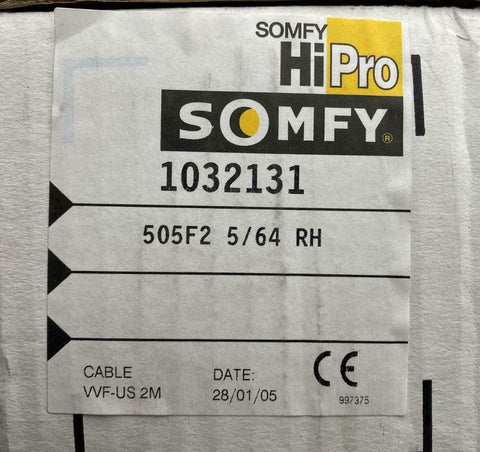 SOMFY
HiPro
SOMFY®
1032131
505F2 5/64 RH
CABLE
VVF-US 2M
DATE:
28/01/05
CE
997375